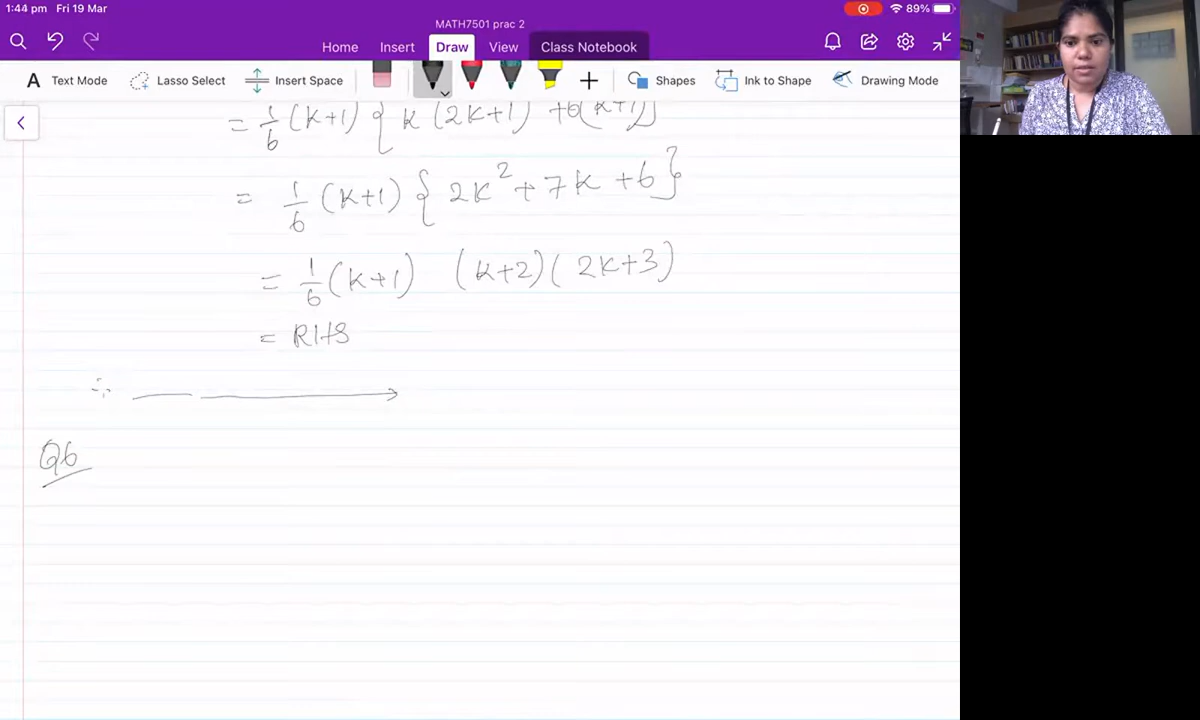 1:44 pm Fri 19 Mar
89%
MATH7501 prac 2
Home Insert Draw View Class Notebook
A Text Mode Lasso Select Insert Space Shapes Ink to Shape Drawing Mode
= 1/6 (k+1) { k (2k+1) +6(k+1)}
= 1/6 (k+1) { 2k² + 7k + 6 }
= 1/6 (k+1) (k+2) (2k+3)
= RHS
∴
Q6